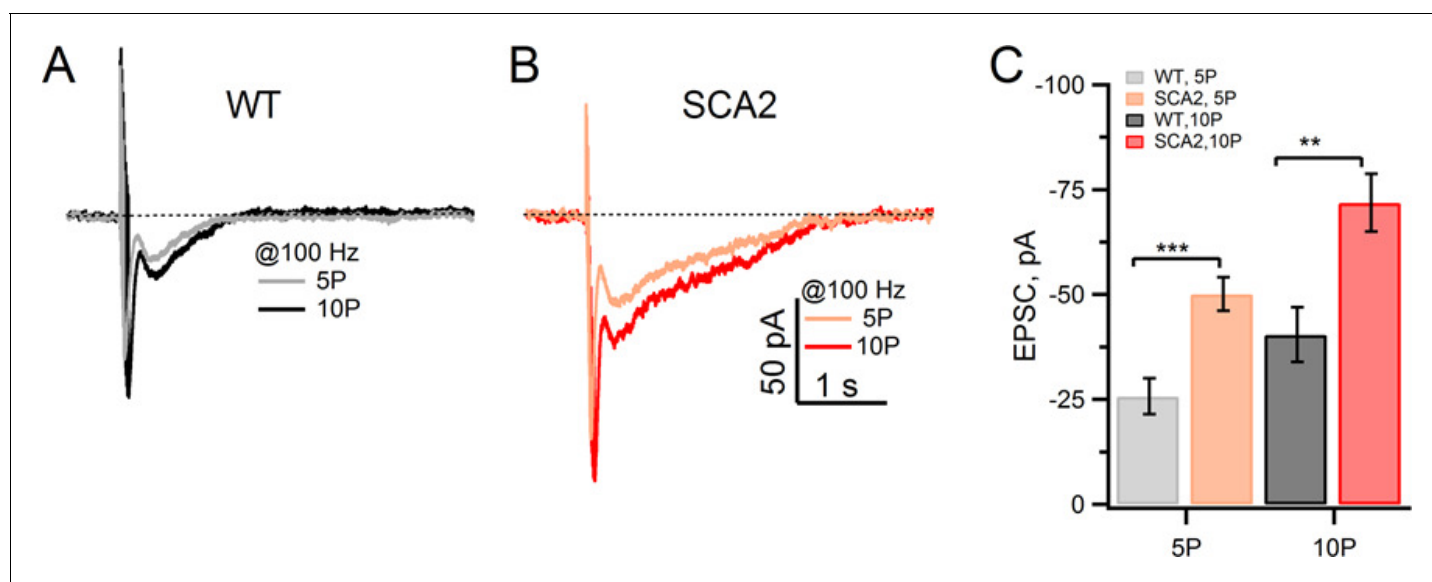 A
WT
@100 Hz
5P
10P
B
SCA2
@100 Hz
5P
10P
50 pA
1 s
C
WT, 5P
SCA2, 5P
WT,10P
SCA2,10P
-100
-75
-50
-25
0
EPSC, pA
***
**
5P
10P